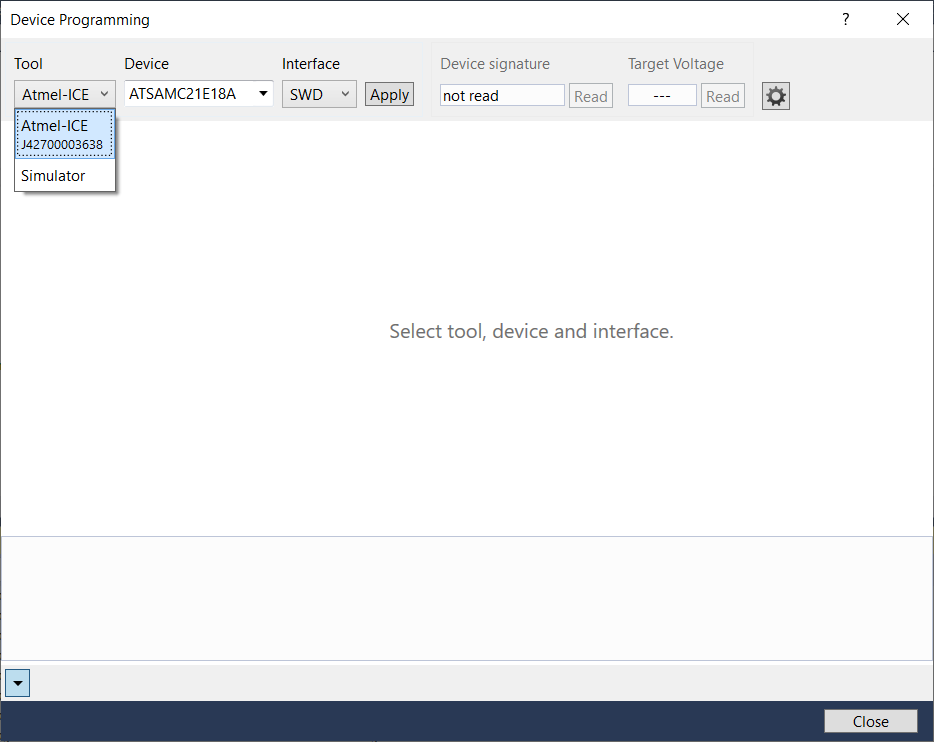 Device Programming
?
Tool Device Interface Device signature Target Voltage
Atmel-ICE ATSAMC21E18A SWD Apply not read Read --- Read
Atmel-ICE
J42700003638
Simulator
Select tool, device and interface.
Close